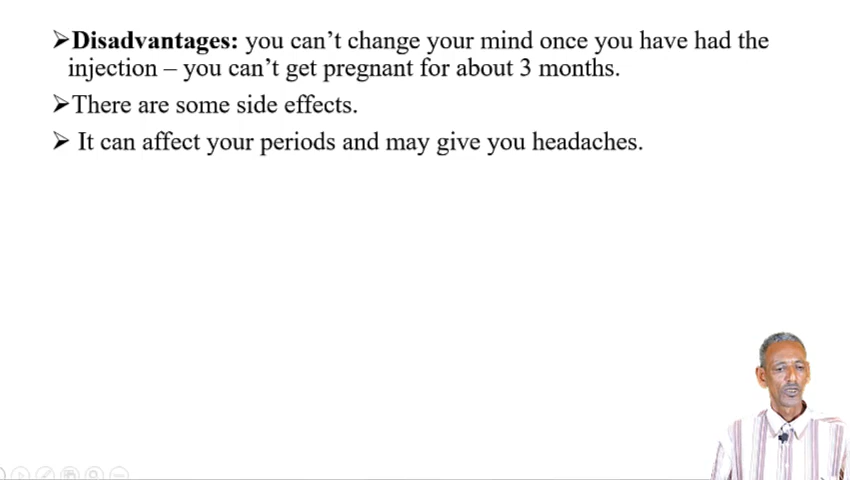 ➢Disadvantages: you can’t change your mind once you have had the
injection – you can’t get pregnant for about 3 months.
➢There are some side effects.
➢ It can affect your periods and may give you headaches.